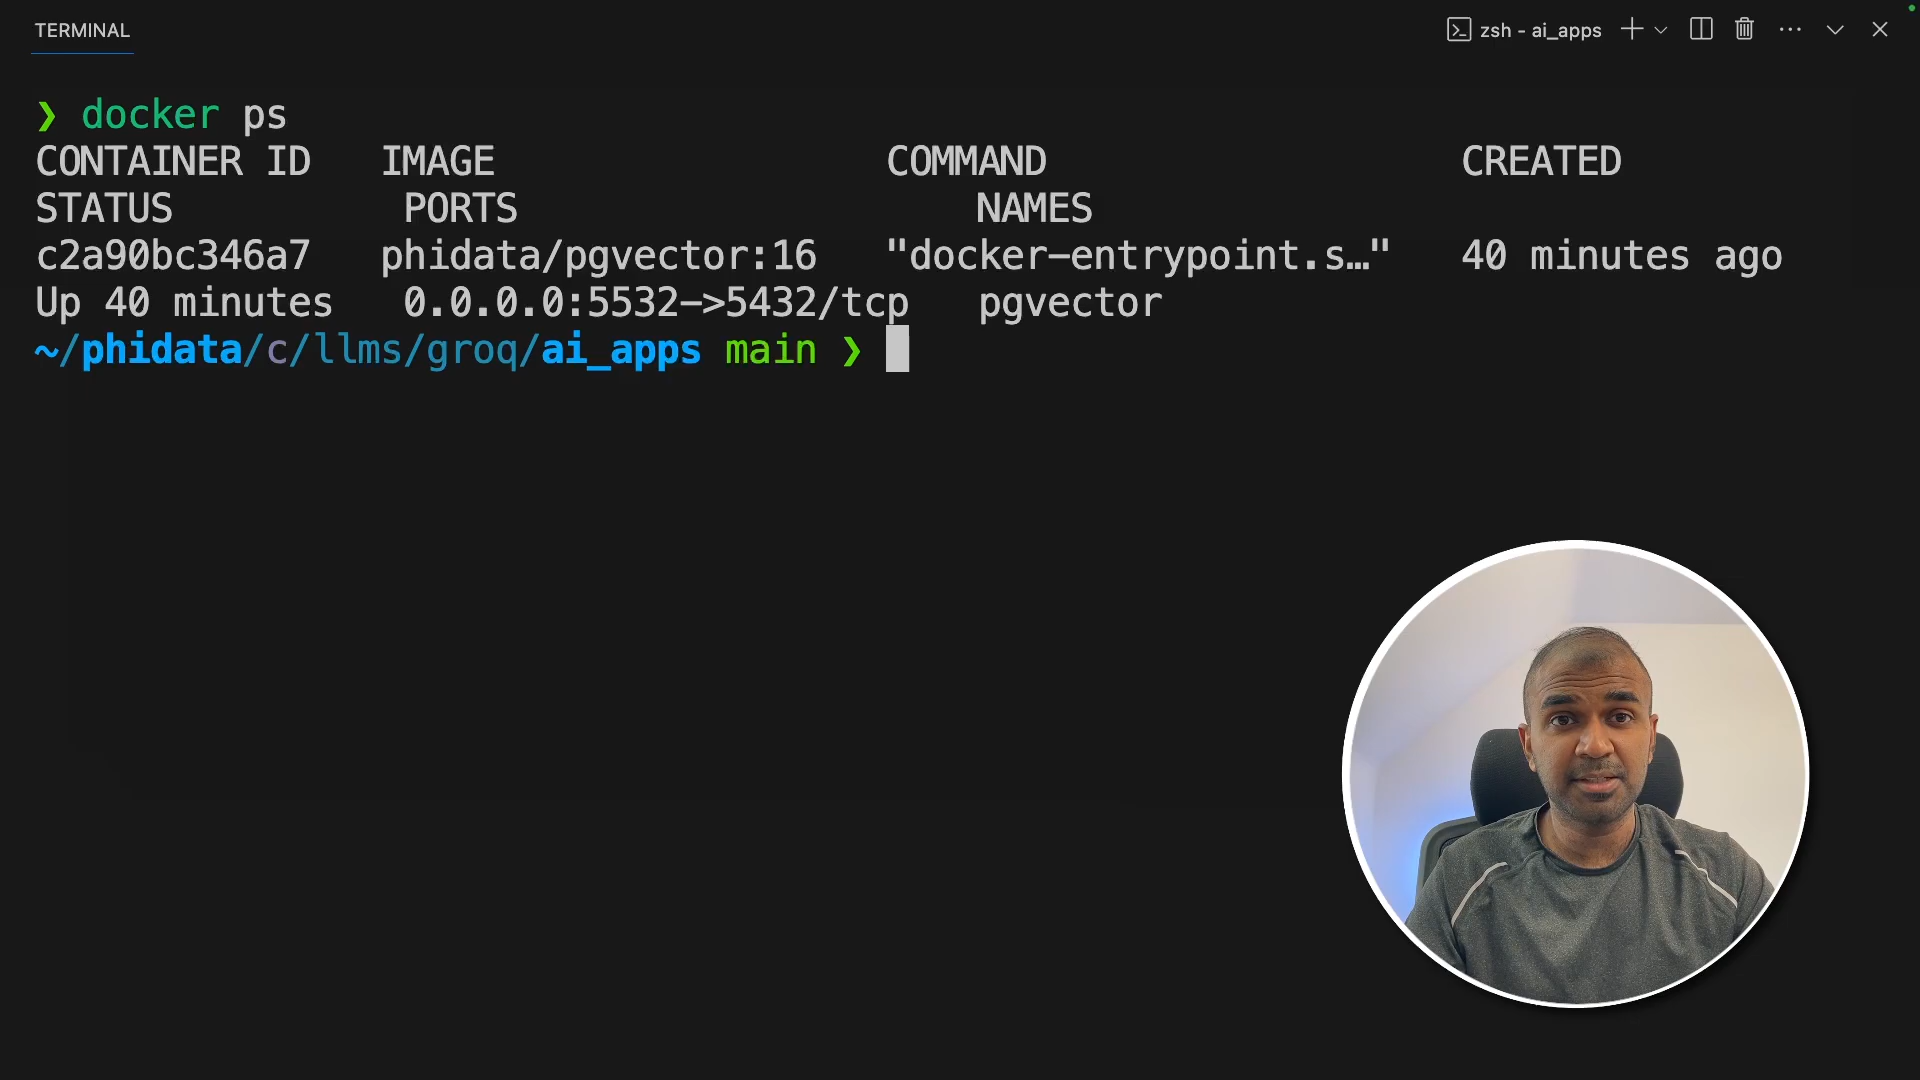 TERMINAL
zsh - ai_apps
❯ docker ps
CONTAINER ID   IMAGE                 COMMAND                  CREATED
STATUS          PORTS                    NAMES
c2a90bc346a7   phidata/pgvector:16   "docker-entrypoint.s…"   40 minutes ago
Up 40 minutes   0.0.0.0:5532->5432/tcp   pgvector
~/phidata/c/llms/groq/ai_apps main ❯